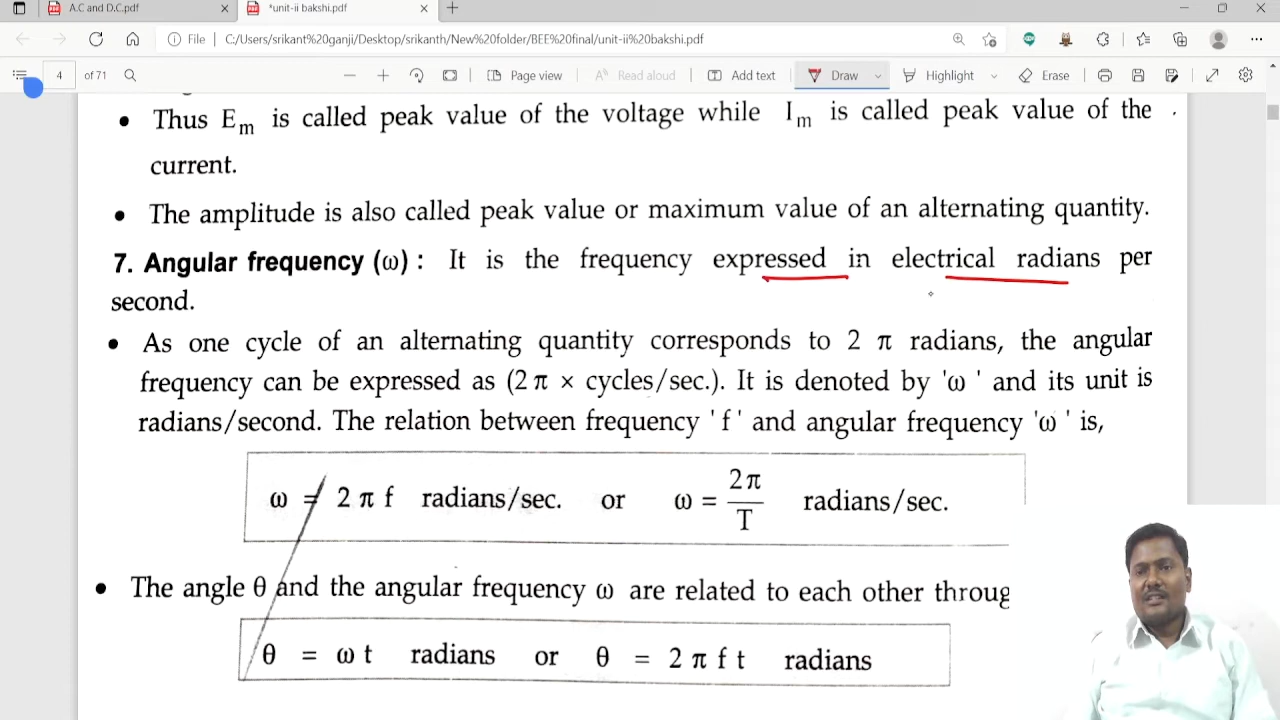 A.C and D.C.pdf
*unit-ii bakshi.pdf
File | C:/Users/srikant%20ganji/Desktop/srikanth/New%20folder/BEE%20final/unit-ii%20bakshi.pdf
4 of 71
Page view
Read aloud
Add text
Draw
Highlight
Erase
• Thus Em is called peak value of the voltage while Im is called peak value of the
current.
• The amplitude is also called peak value or maximum value of an alternating quantity.
7. Angular frequency (ω) : It is the frequency expressed in electrical radians per
second.
• As one cycle of an alternating quantity corresponds to 2 π radians, the angular
frequency can be expressed as (2 π × cycles/sec.). It is denoted by 'ω ' and its unit is
radians/second. The relation between frequency 'f' and angular frequency 'ω ' is,
ω = 2 π f radians/sec. or ω = 2π/T radians/sec.
• The angle θ and the angular frequency ω are related to each other throug
θ = ω t radians or θ = 2 π f t radians